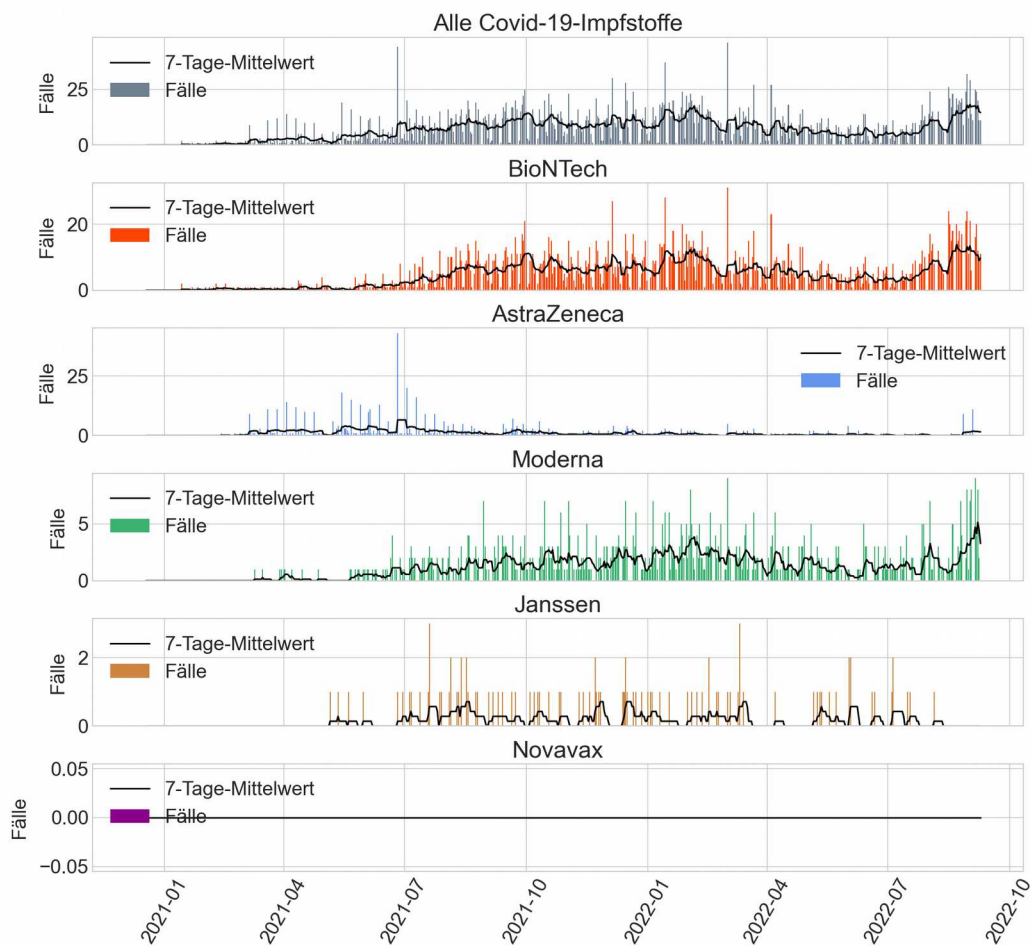 Alle Covid-19-Impfstoffe
7-Tage-Mittelwert
Fälle
Fälle
25
0
BioNTech
7-Tage-Mittelwert
Fälle
Fälle
20
0
AstraZeneca
7-Tage-Mittelwert
Fälle
Fälle
25
0
Moderna
7-Tage-Mittelwert
Fälle
Fälle
5
0
Janssen
7-Tage-Mittelwert
Fälle
Fälle
2
0
Novavax
0.05
7-Tage-Mittelwert
Fälle
Fälle
0.00
−0.05
2021-01
2021-04
2021-07
2021-10
2022-01
2022-04
2022-07
2022-10